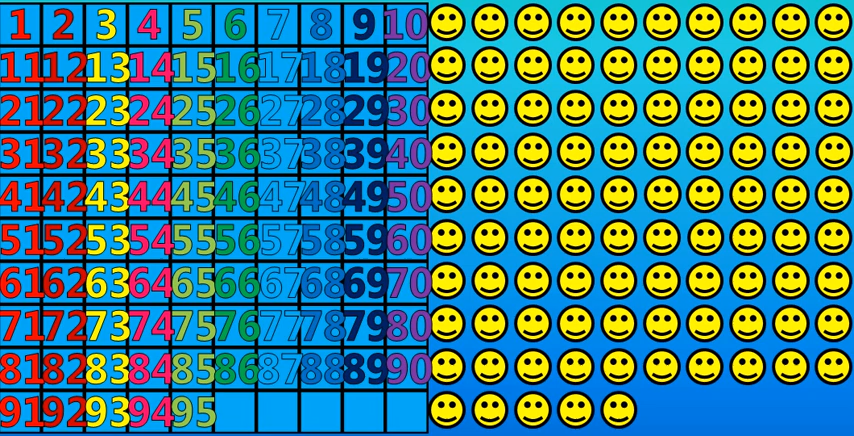 1 2 3 4 5 6 7 8 9 10
11 12 13 14 15 16 17 18 19 20
21 22 23 24 25 26 27 28 29 30
31 32 33 34 35 36 37 38 39 40
41 42 43 44 45 46 47 48 49 50
51 52 53 54 55 56 57 58 59 60
61 62 63 64 65 66 67 68 69 70
71 72 73 74 75 76 77 78 79 80
81 82 83 84 85 86 87 88 89 90
91 92 93 94 95